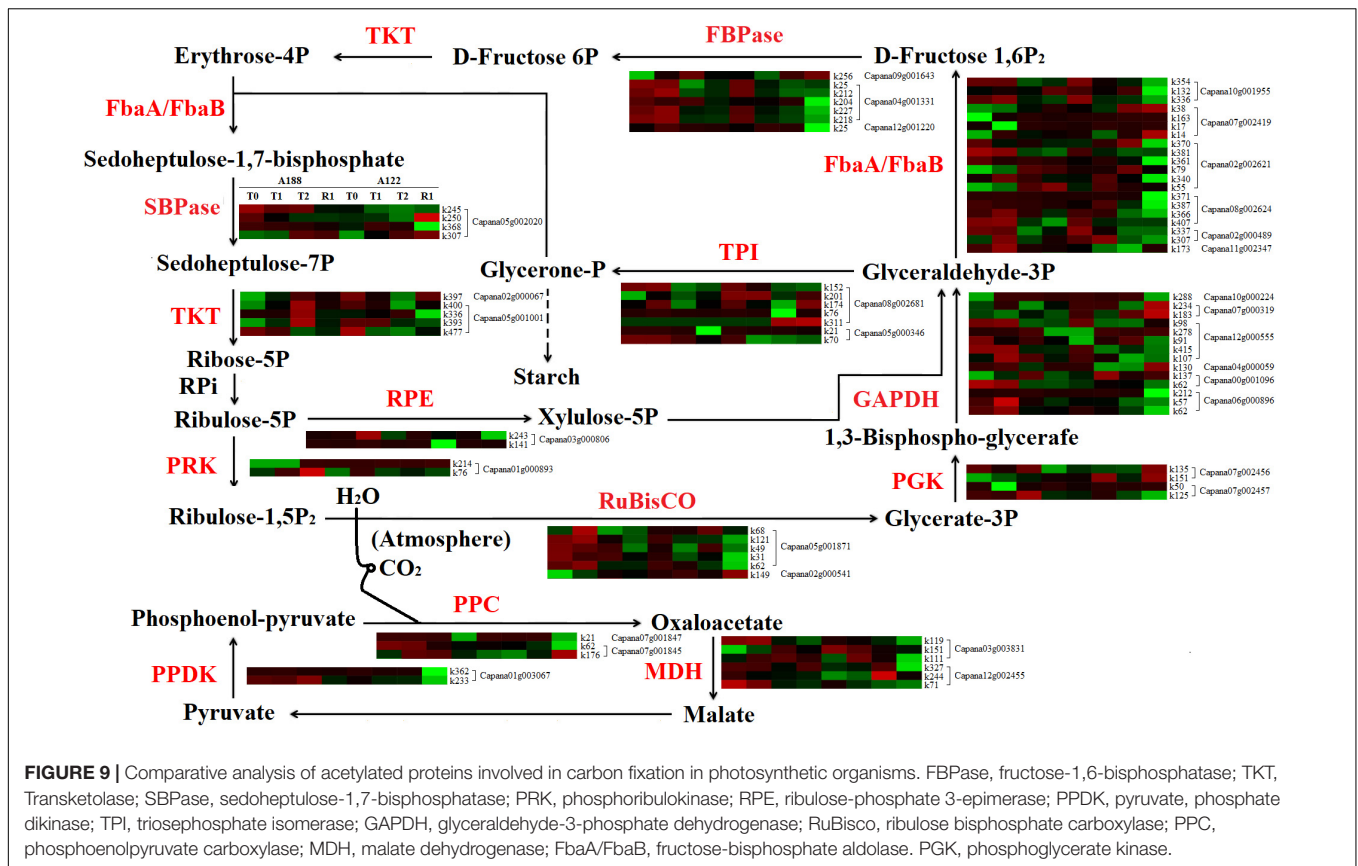 TKT
FBPase
Erythrose-4P
D-Fructose 6P
D-Fructose 1,6P2
k256 Capana09g001643
k25
k212
k204 Capana04g001331
k227
k218
k25 Capana12g001220
FbaA/FbaB
FbaA/FbaB
k354
k132 Capana10g001955
k336
k38
k163 Capana07g002419
k17
k14
k370
k381
k361 Capana02g002621
k79
k340
k55
k371
k387 Capana08g002624
k366
k407
k337 Capana02g000489
k307
k173 Capana11g002347
Sedoheptulose-1,7-bisphosphate
A188 A122
T0 T1 T2 R1 T0 T1 T2 R1
SBPase
k245
k250 Capana05g002020
k368
k307
Sedoheptulose-7P
Glycerone-P
TPI
Glyceraldehyde-3P
k152
k201
k174 Capana08g002681
k76
k311
k21 Capana05g000346
k70
TKT
k397 Capana02g000067
k400
k336 Capana05g001001
k393
k477
k288 Capana10g000224
k234 Capana07g000319
k183
k98
k278
k91 Capana12g000555
k415
k107
k130 Capana04g000059
k137 Capana00g001096
k62
k212
k57 Capana06g000896
k62
GAPDH
Ribose-5P
RPi
Starch
Ribulose-5P
RPE
Xylulose-5P
k243 Capana03g000806
k141
1,3-Bisphospho-glycerafe
PRK
k214 Capana01g000893
k76
PGK
k135 Capana07g002456
k151
k50 Capana07g002457
k125
H2O
Ribulose-1,5P2
RuBisCO
Glycerate-3P
(Atmosphere)
CO2
k68
k121
k49 Capana05g001871
k31
k62
k149 Capana02g000541
Phosphoenol-pyruvate
PPC
Oxaloacetate
k21 Capana07g001847
k62 Capana07g001845
k176
PPDK
k362 Capana01g003067
k233
MDH
k119
k151 Capana03g003831
k111
k327
k244 Capana12g002455
k71
Pyruvate
Malate
FIGURE 9 | Comparative analysis of acetylated proteins involved in carbon fixation in photosynthetic organisms. FBPase, fructose-1,6-bisphosphatase; TKT,
Transketolase; SBPase, sedoheptulose-1,7-bisphosphatase; PRK, phosphoribulokinase; RPE, ribulose-phosphate 3-epimerase; PPDK, pyruvate, phosphate
dikinase; TPI, triosephosphate isomerase; GAPDH, glyceraldehyde-3-phosphate dehydrogenase; RuBisco, ribulose bisphosphate carboxylase; PPC,
phosphoenolpyruvate carboxylase; MDH, malate dehydrogenase; FbaA/FbaB, fructose-bisphosphate aldolase. PGK, phosphoglycerate kinase.